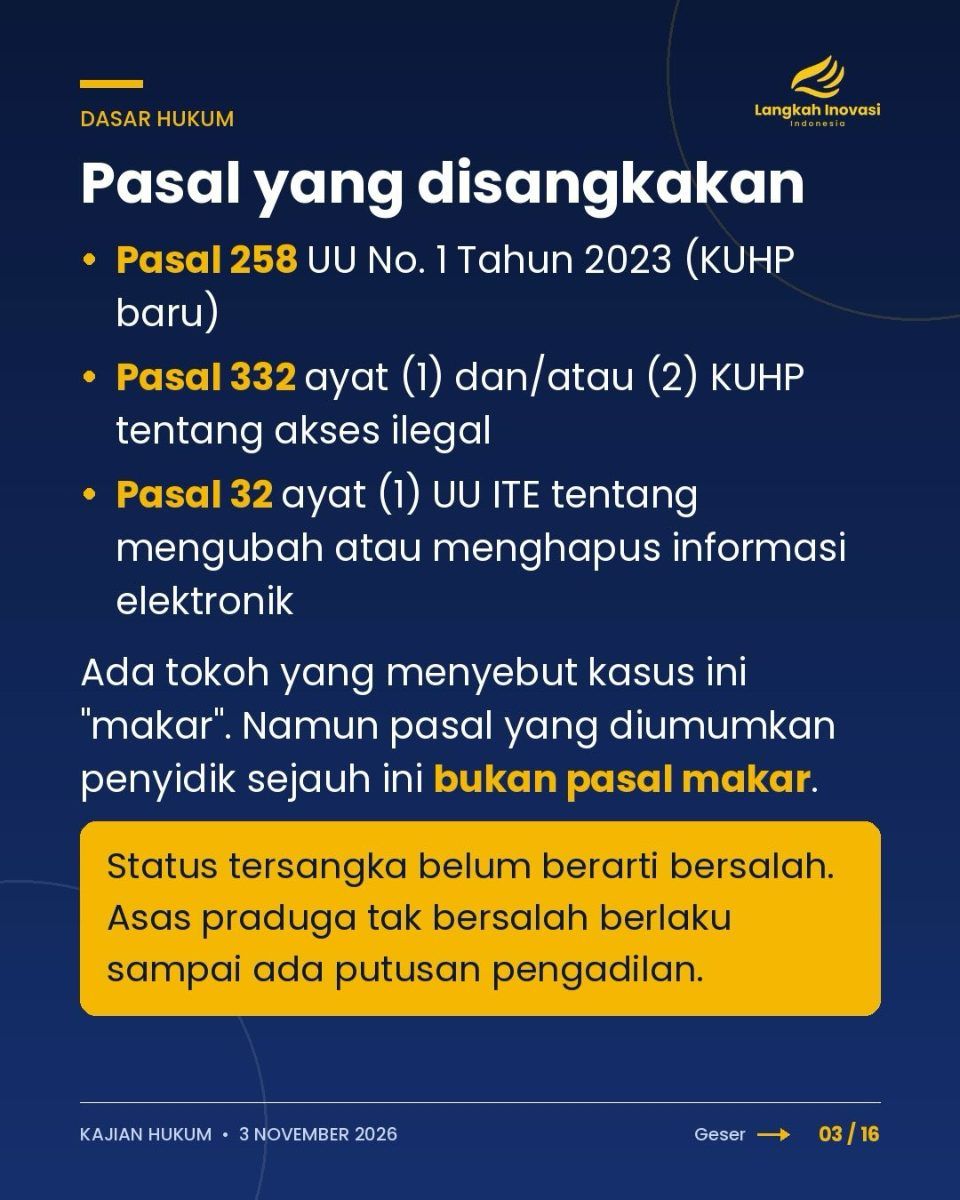 DASAR HUKUM
Langkah Inovasi
Indonesia
Pasal yang disangkakan
• Pasal 258 UU No. 1 Tahun 2023 (KUHP
baru)
• Pasal 332 ayat (1) dan/atau (2) KUHP
tentang akses ilegal
• Pasal 32 ayat (1) UU ITE tentang
mengubah atau menghapus informasi
elektronik
Ada tokoh yang menyebut kasus ini
"makar". Namun pasal yang diumumkan
penyidik sejauh ini bukan pasal makar.
Status tersangka belum berarti bersalah.
Asas praduga tak bersalah berlaku
sampai ada putusan pengadilan.
KAJIAN HUKUM • 3 NOVEMBER 2026
Geser → 03 / 16